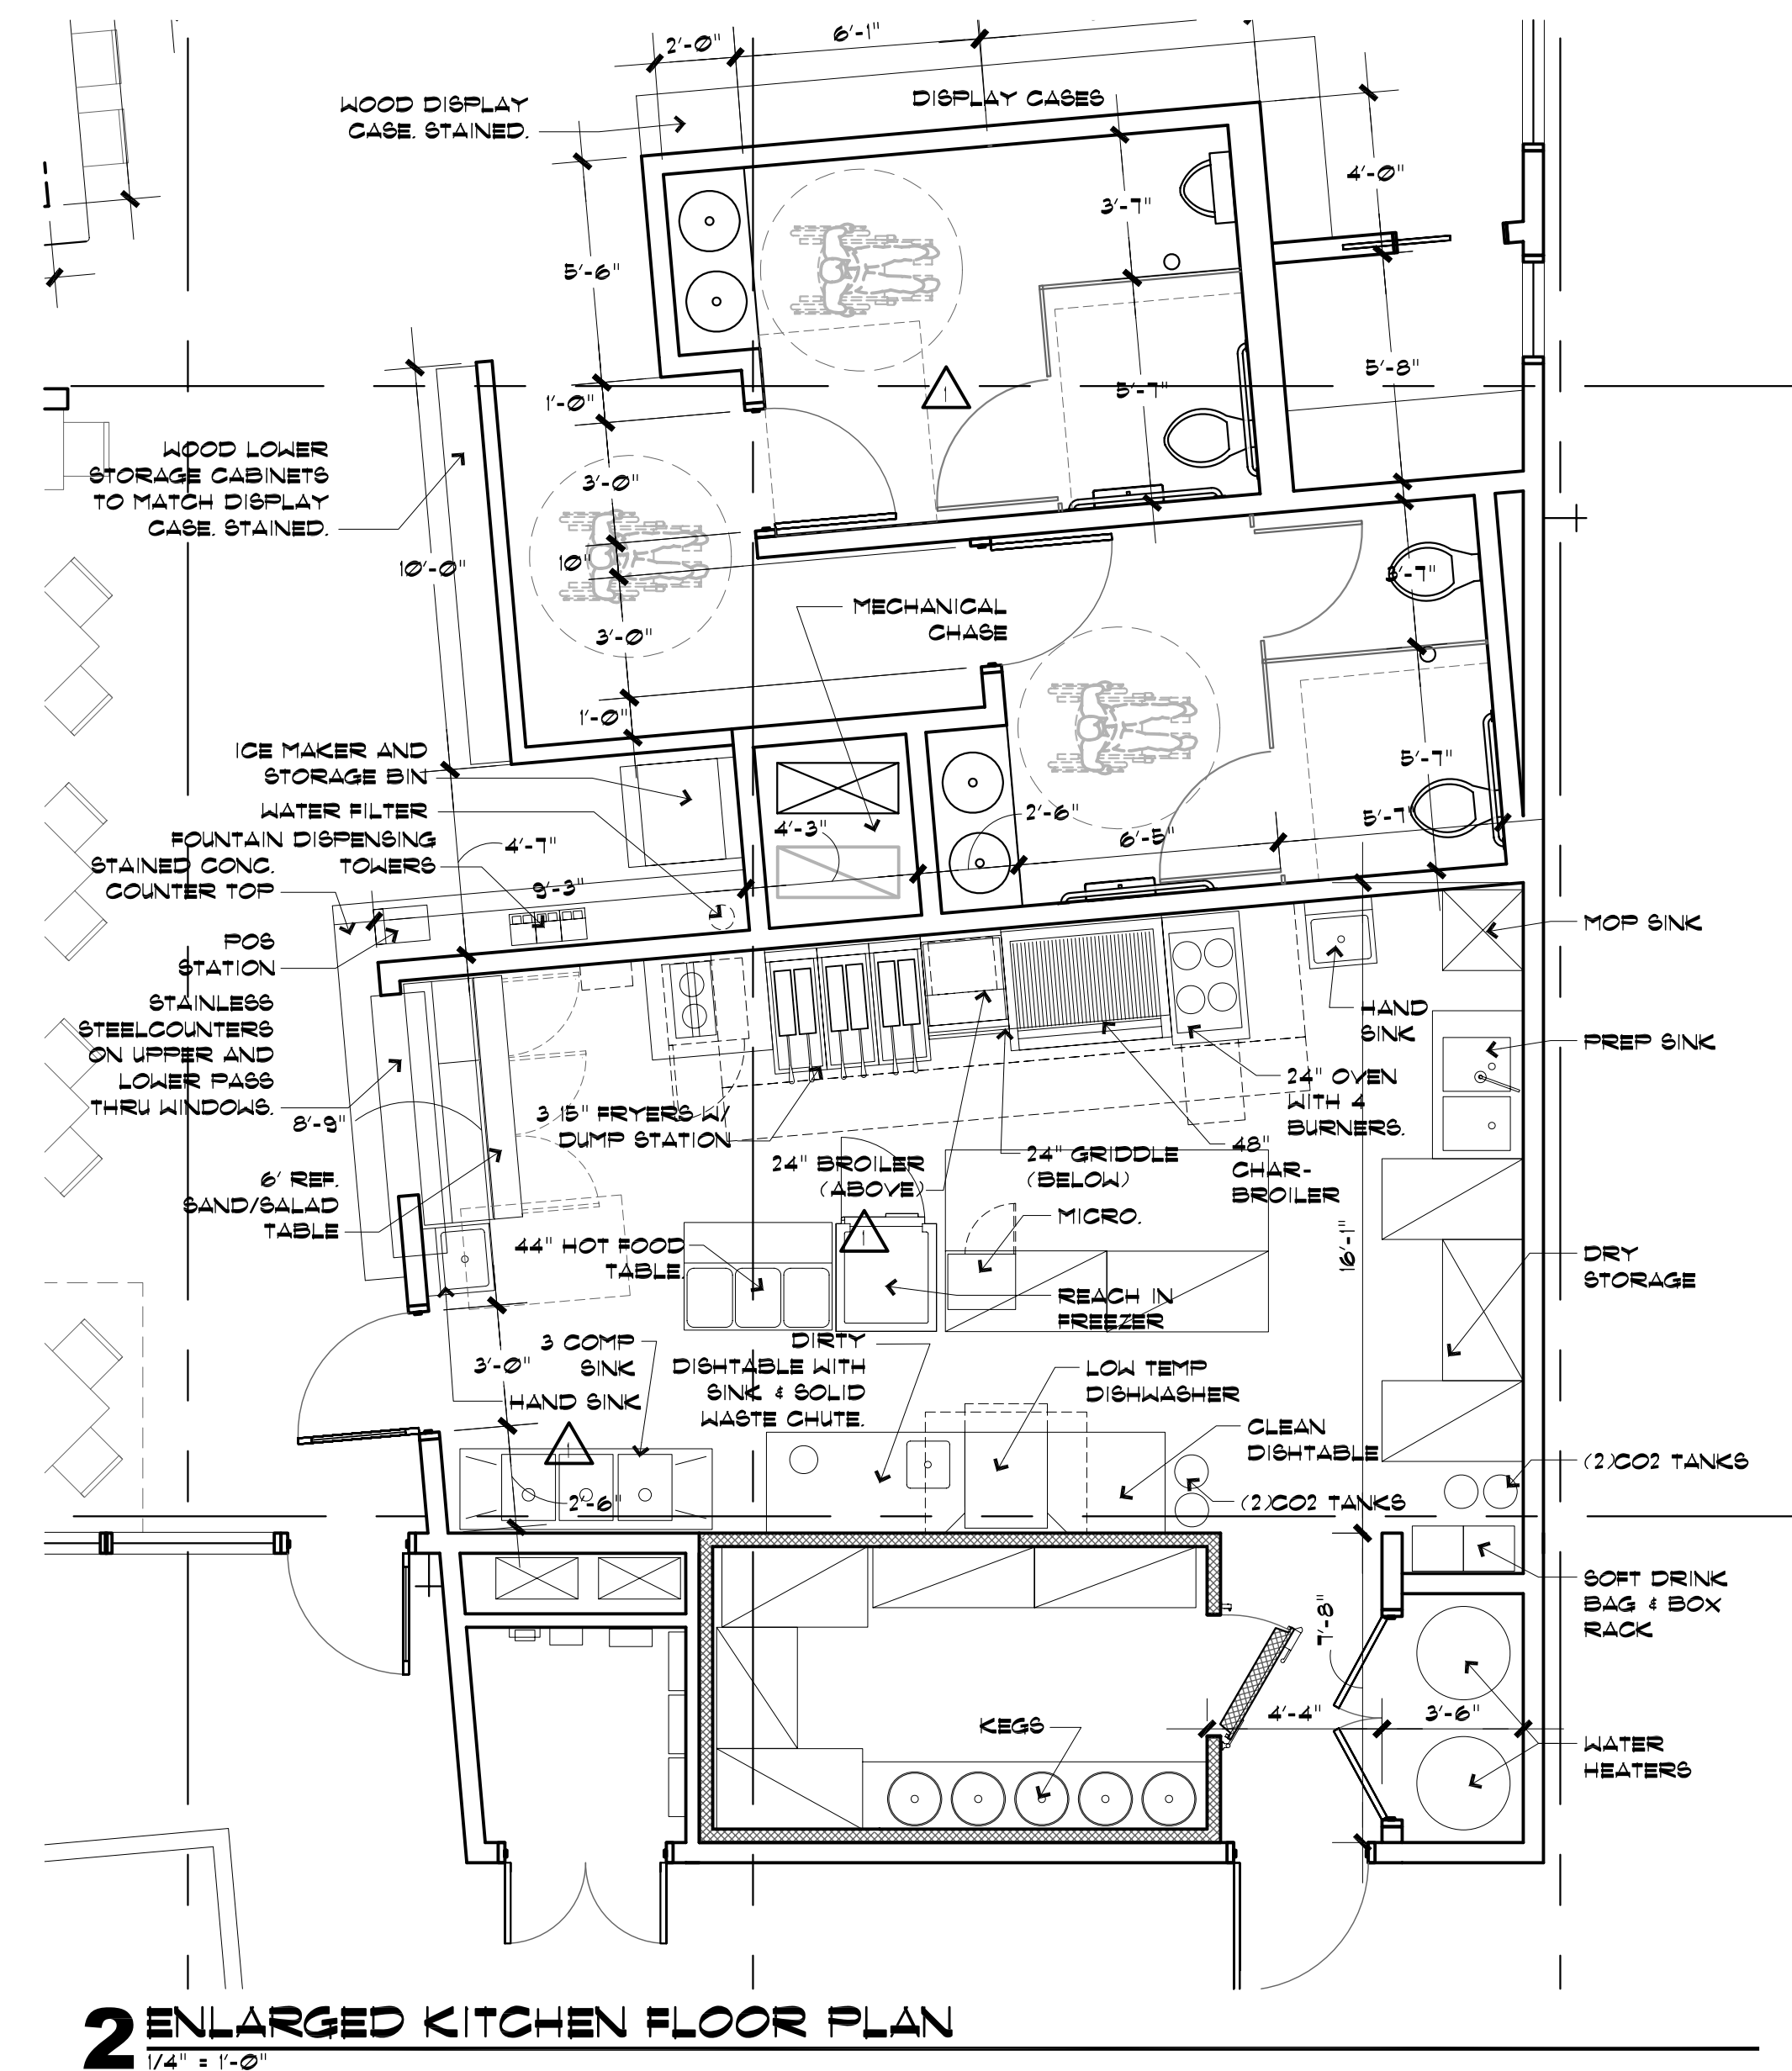 2'-0"
6'-1"
WOOD DISPLAY
CASE. STAINED.
DISPLAY CASES
4'-0"
3'-7"
5'-6"
5'-8"
1
5'-7"
1'-0"
WOOD LOWER
STORAGE CABINETS
TO MATCH DISPLAY
CASE. STAINED.
3'-0"
10'-0"
10"
3'-7"
MECHANICAL
CHASE
3'-0"
1'-0"
ICE MAKER AND
STORAGE BIN
5'-7"
WATER FILTER
FOUNTAIN DISPENSING
TOWERS
4'-7"
4'-3"
2'-6"
6'-5"
5'-7"
STAINED CONC.
COUNTER TOP
9'-3"
POS
STATION
MOP SINK
STAINLESS
STEELCOUNTERS
ON UPPER AND
LOWER PASS
THRU WINDOWS.
HAND
SINK
PREP SINK
24" OVEN
WITH 4
BURNERS.
8'-9"
3 15" FRYERS W/
DUMP STATION
24" BROILER
(ABOVE)
24" GRIDDLE
(BELOW)
48"
CHAR-
BROILER
6' REF.
SAND/SALAD
TABLE
MICRO.
1
16'-1"
44" HOT FOOD
TABLE.
DRY
STORAGE
REACH IN
FREEZER
3 COMP
SINK
DIRTY
DISHTABLE WITH
SINK & SOLID
WASTE CHUTE.
3'-0"
HAND SINK
LOW TEMP
DISHWASHER
CLEAN
DISHTABLE
1
(2)CO2 TANKS
2'-6"
(2)CO2 TANKS
SOFT DRINK
BAG & BOX
RACK
7'-8"
KEGS
4'-4"
3'-6"
WATER
HEATERS
2 ENLARGED KITCHEN FLOOR PLAN
1/4" = 1'-0"